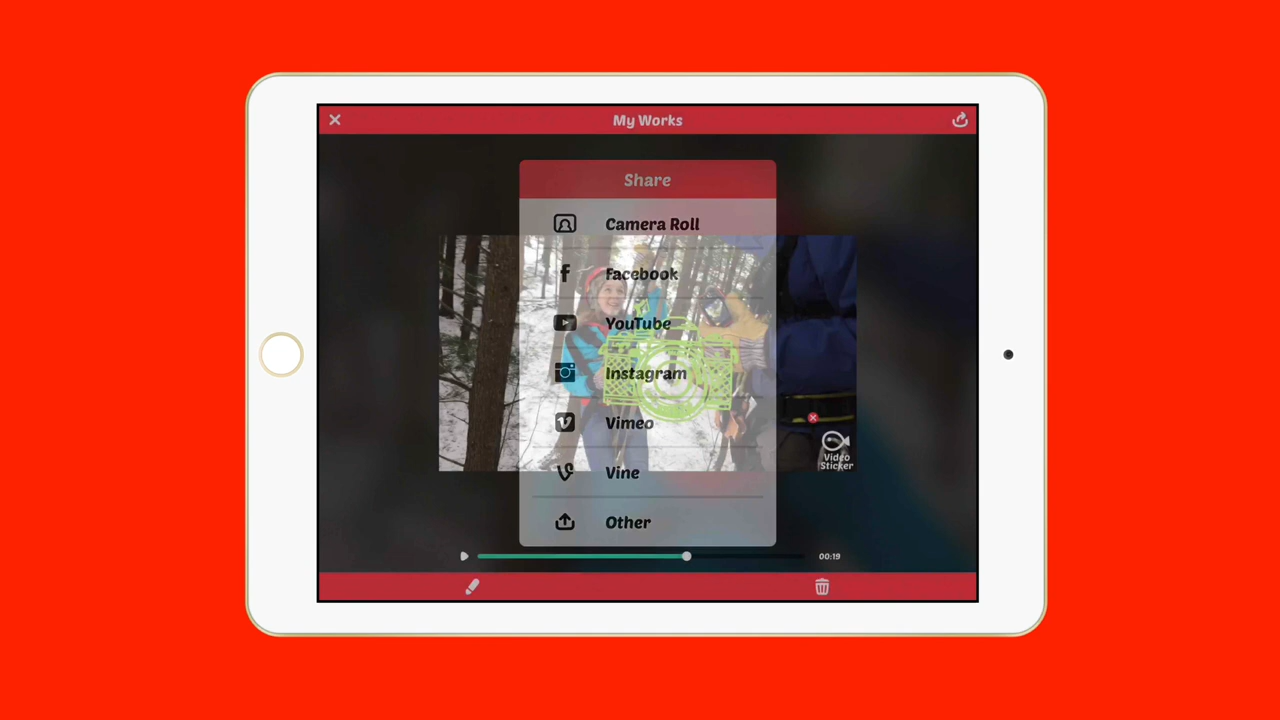 My Works
Share
Camera Roll
Facebook
YouTube
Instagram
Vimeo
Vine
Other
Video
Sticker
00:19